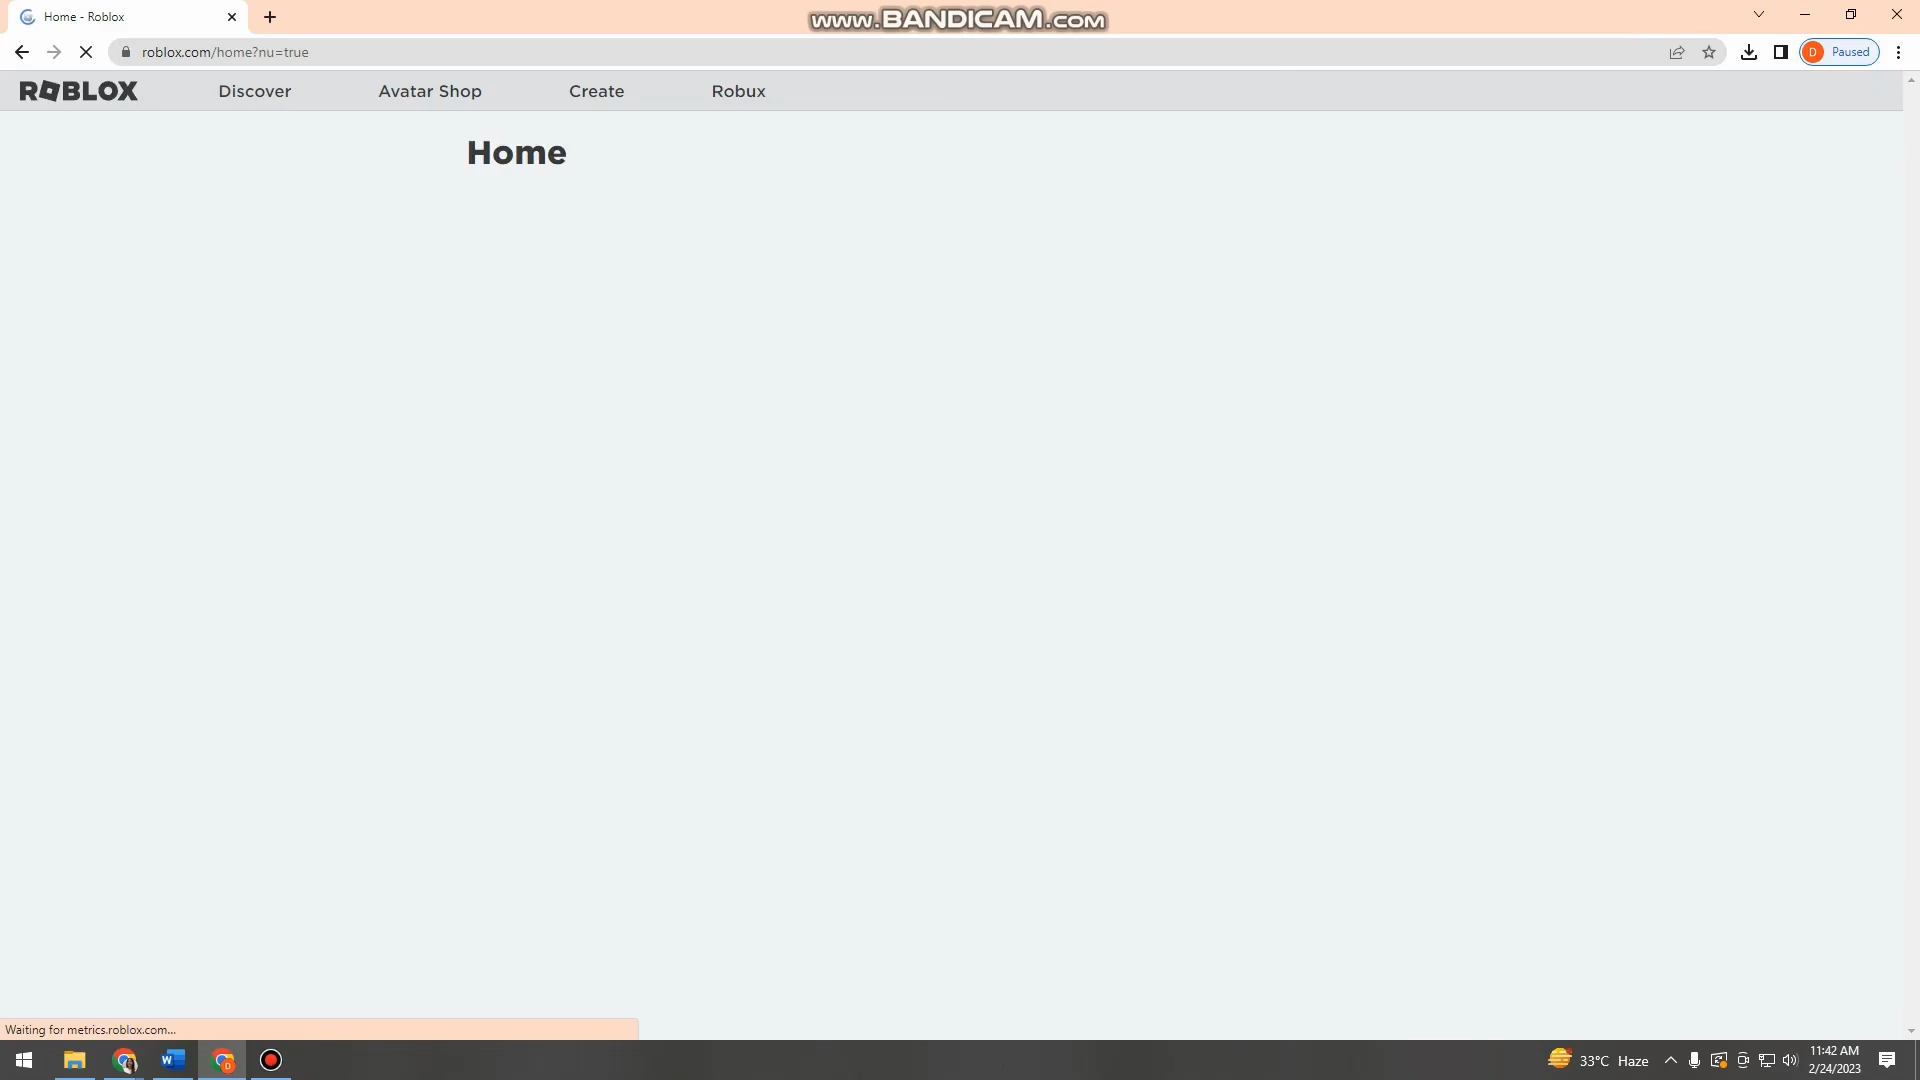 Home - Roblox
www.BANDICAM.com
roblox.com/home?nu=true
D Paused
ROBLOX Discover Avatar Shop Create Robux
Home
Waiting for metrics.roblox.com...
W
D
33°C Haze
11:42 AM
2/24/2023